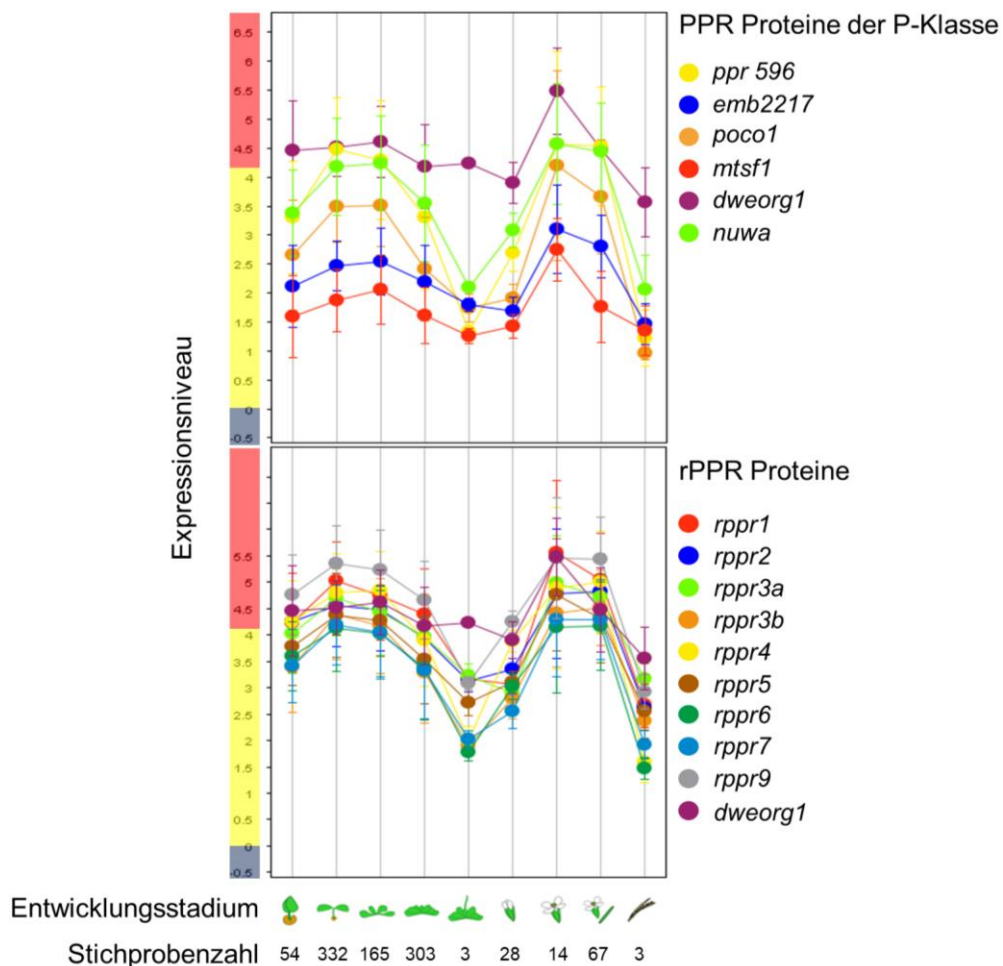 PPR Proteine der P-Klasse
ppr 596
emb2217
poco1
mtsf1
dweorg1
nuwa
6.5
6
5.5
5
4.5
4
3.5
3
2.5
2
1.5
1
0.5
0
-0.5
Expressionsniveau
rPPR Proteine
rppr1
rppr2
rppr3a
rppr3b
rppr4
rppr5
rppr6
rppr7
rppr9
dweorg1
5.5
5
4.5
4
3.5
3
2.5
2
1.5
1
0.5
0
-0.5
Entwicklungsstadium
Stichprobenzahl 54 332 165 303 3 28 14 67 3